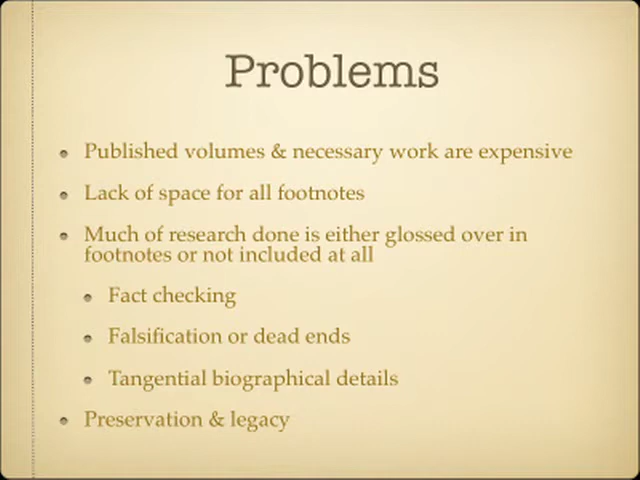 Problems
Published volumes & necessary work are expensive
Lack of space for all footnotes
Much of research done is either glossed over in
footnotes or not included at all
Fact checking
Falsification or dead ends
Tangential biographical details
Preservation & legacy